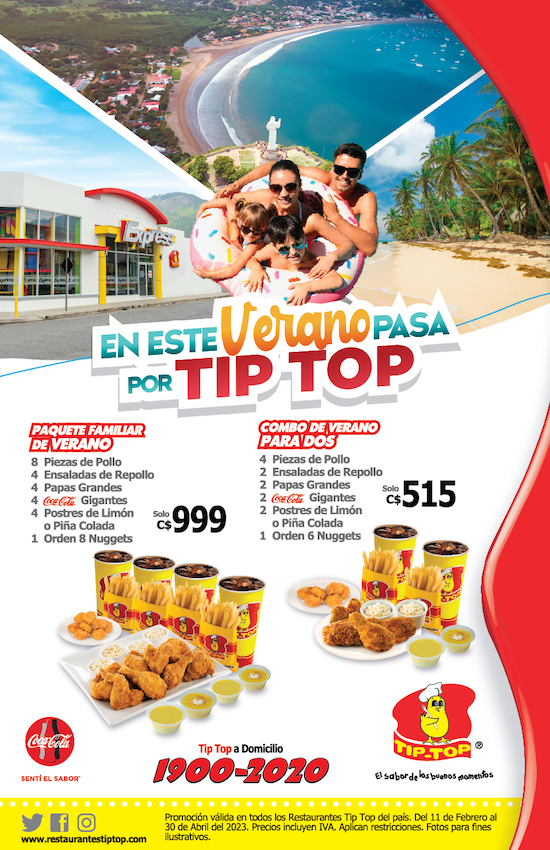 Express
EN ESTE Verano PASA
POR TIP TOP
PAQUETE FAMILIAR
DE VERANO
8 Piezas de Pollo
4 Ensaladas de Repollo
4 Papas Grandes
4 Coca-Cola Gigantes
4 Postres de Limón
o Piña Colada
1 Orden 8 Nuggets
Solo
C$999
COMBO DE VERANO
PARA DOS
4 Piezas de Pollo
2 Ensaladas de Repollo
2 Papas Grandes
2 Coca-Cola Gigantes
2 Postres de Limón
o Piña Colada
1 Orden 6 Nuggets
Solo
C$515
Coca-Cola
SENTÍ EL SABOR
Tip Top a Domicilio
1900-2020
TIP-TOP ®
El sabor de los buenos momentos
www.restaurantestiptop.com
Promoción válida en todos los Restaurantes Tip Top del país. Del 11 de Febrero al
30 de Abril del 2023. Precios incluyen IVA. Aplican restricciones. Fotos para fines
ilustrativos.